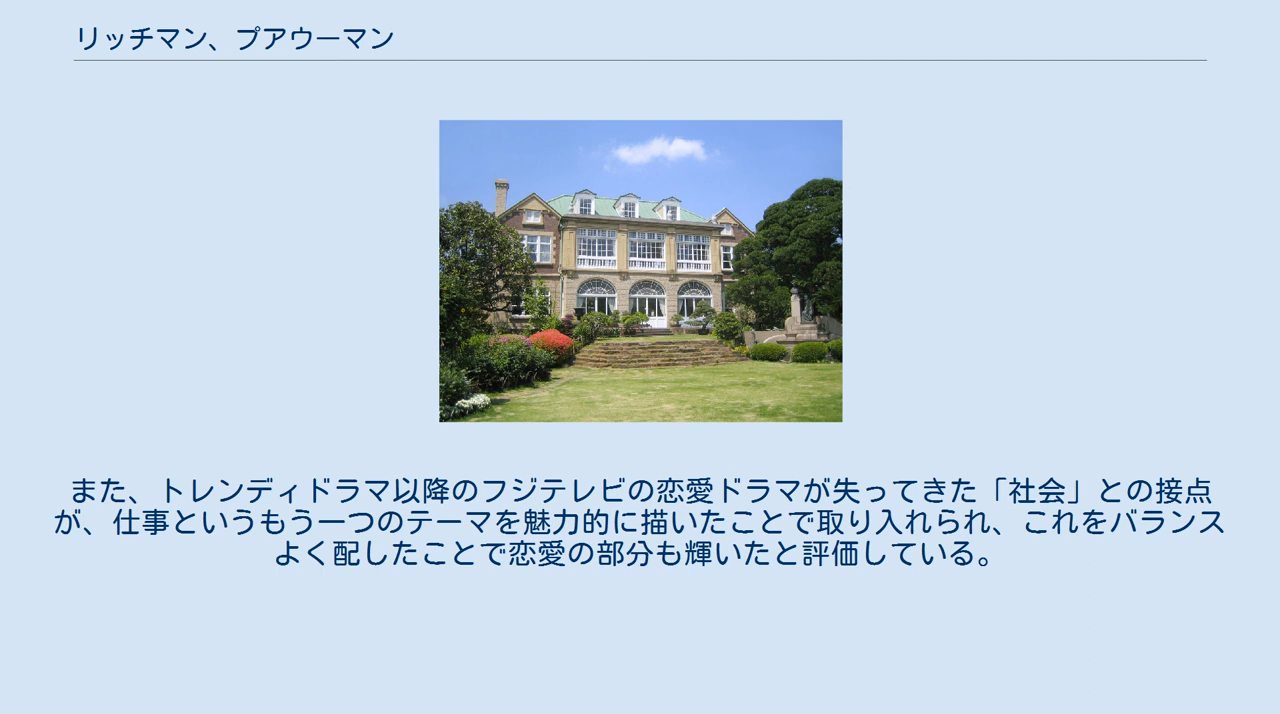 リッチマン、プアウーマン
また、トレンディドラマ以降のフジテレビの恋愛ドラマが失ってきた「社会」との接点
が、仕事というもう一つのテーマを魅力的に描いたことで取り入れられ、これをバランス
よく配したことで恋愛の部分も輝いたと評価している。